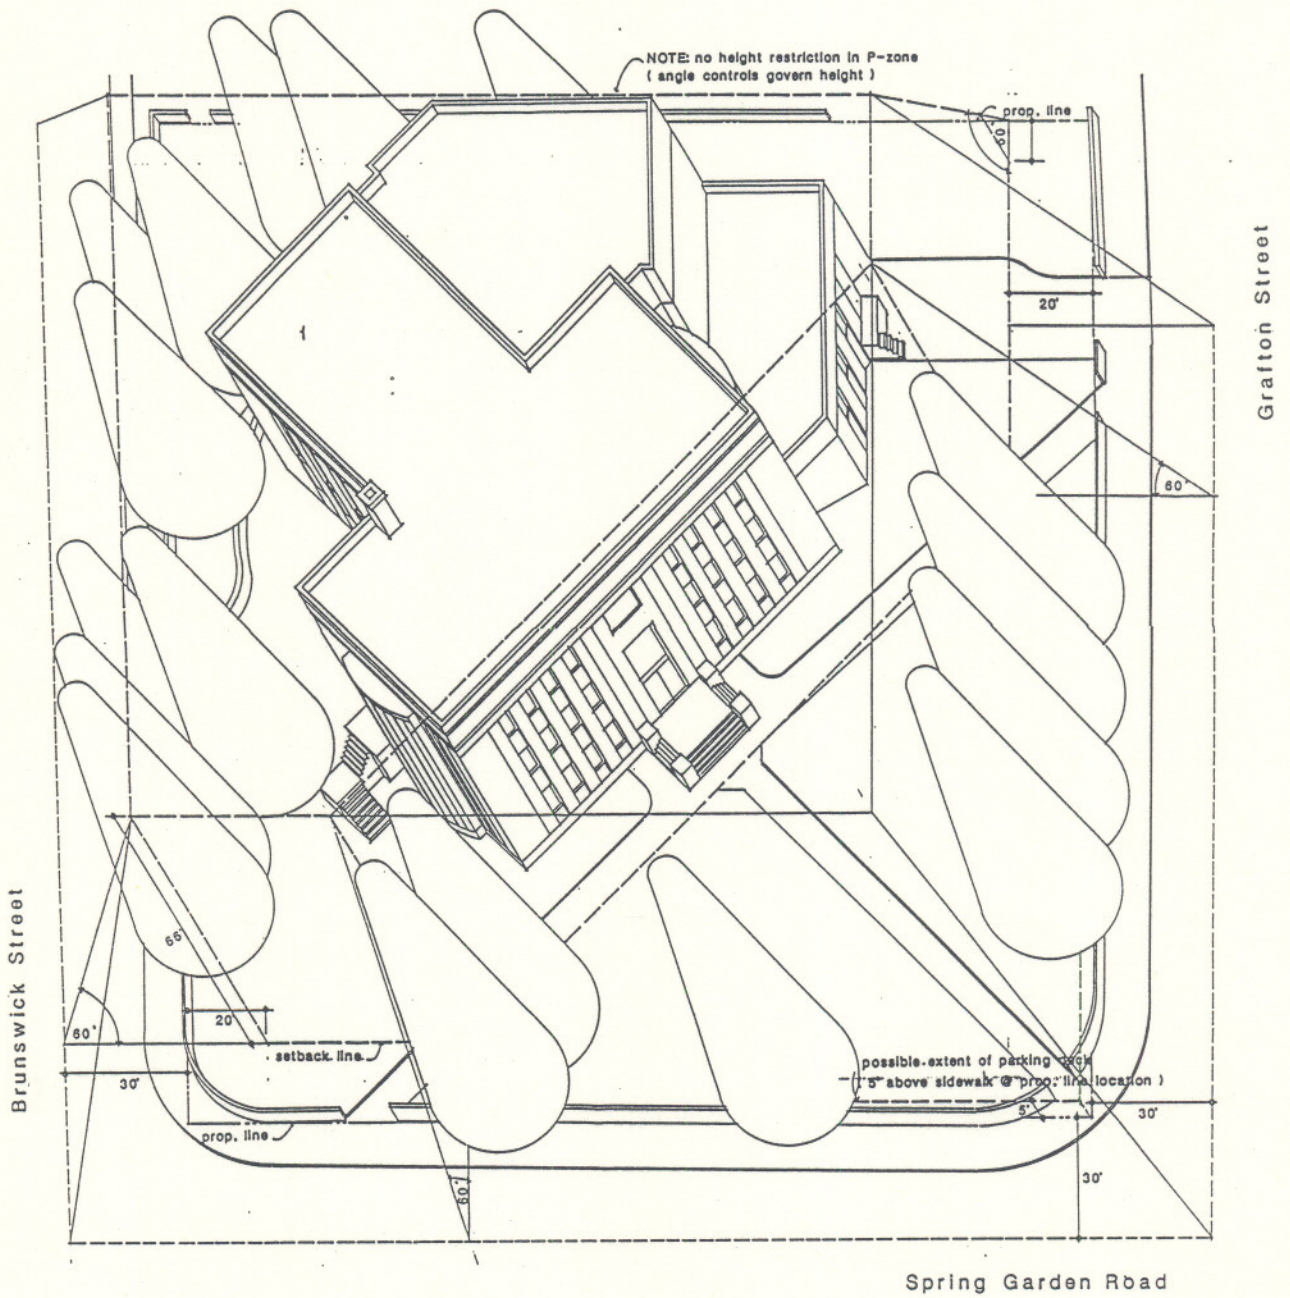 NOTE: no height restriction in P-zone
( angle controls govern height )
prop. line
60°
20'
Grafton Street
60°
Brunswick Street
66'
60°
20'
setback line
30'
possible extent of parking deck
( 5' above sidewalk @ prop. line location )
5'
30'
prop. line
60°
30'
Spring Garden Road